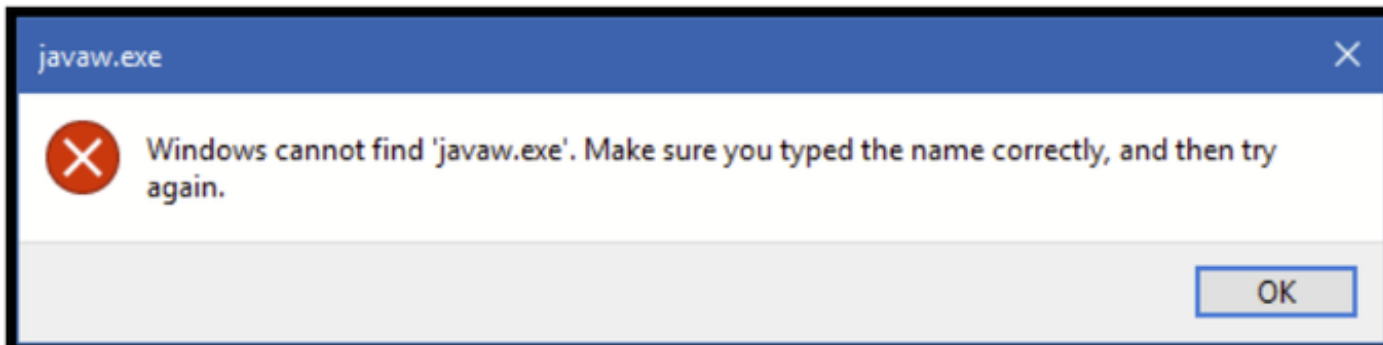 javaw.exe
Windows cannot find 'javaw.exe'. Make sure you typed the name correctly, and then try
again.
OK